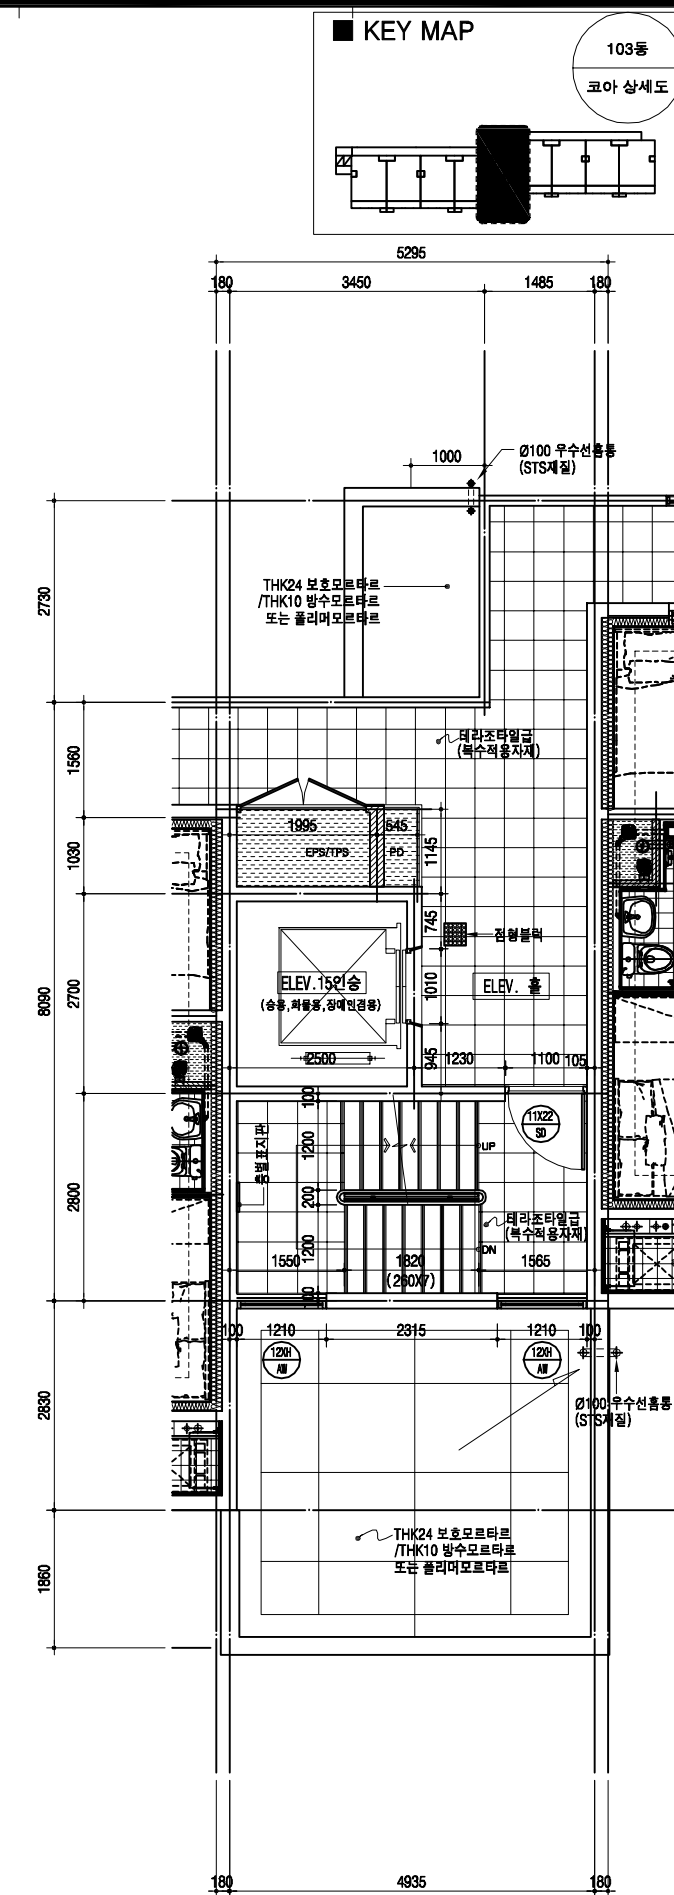 ■ KEY MAP
103동
코아 상세도
5295
180
3450
1485
180
1000
Ø100 우수선홈통
(STS재질)
2730
THK24 보호모르타르
/THK10 방수모르타르
또는 폴리머모르타르
1560
테라조타일급
(복수적용자재)
1995
545
1030
EPS/TPS
PD
1145
745
점형블럭
8090
2700
ELEV.15인승
(승용,화물용,장애인겸용)
1010
ELEV. 홀
2500
945
1230
1100
105
100
11X22
SD
층별표지판
1200
UP
2800
200
테라조타일급
(복수적용자재)
1200
DN
1550
1820
(260X7)
1565
100
100
1210
2315
1210
100
12XH
AW
12XH
AW
2830
Ø100 우수선홈통
(STS재질)
THK24 보호모르타르
/THK10 방수모르타르
또는 폴리머모르타르
1860
180
4935
180